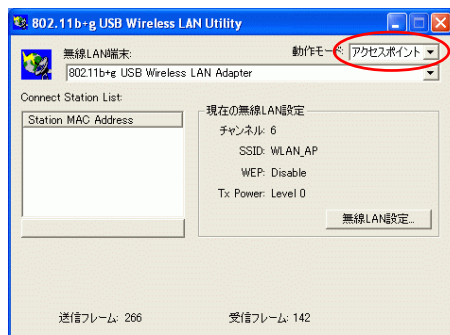 802.11b+g USB Wireless LAN Utility
無線LAN端末:
動作モード: アクセスポイント
802.11b+g USB Wireless LAN Adapter
Connect Station List:
Station MAC Address
現在の無線LAN設定
チャンネル: 6
SSID: WLAN_AP
WEP: Disable
Tx Power: Level 0
無線LAN設定...
送信フレーム: 266
受信フレーム: 142